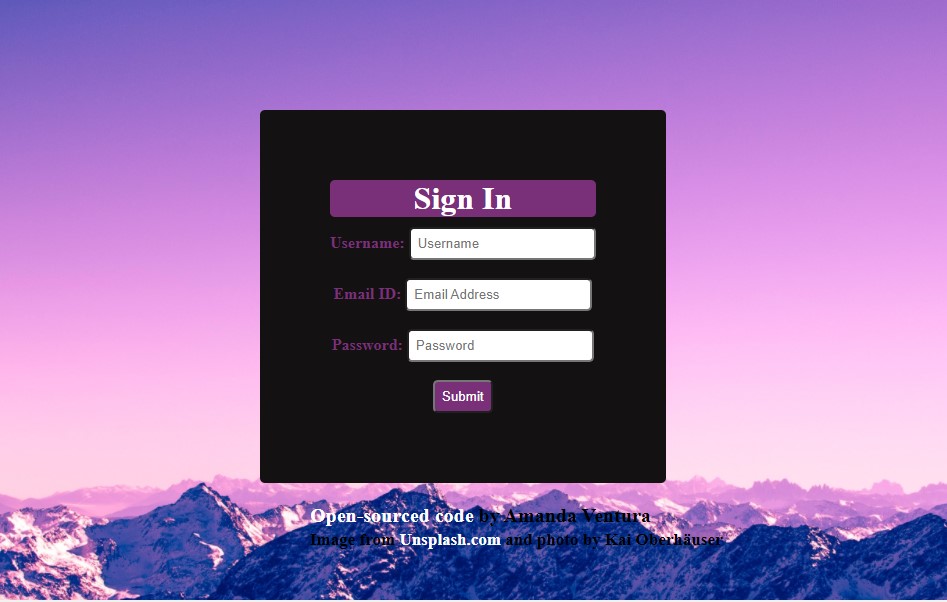 Sign In
Username: Username
Email ID: Email Address
Password: Password
Submit
Open-sourced code by Amanda Ventura
Image from Unsplash.com and photo by Kai Oberhäuser